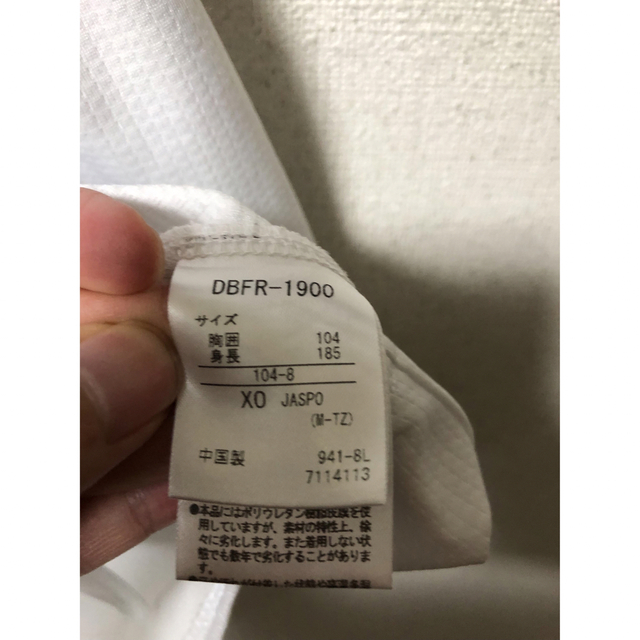 DBFR-1900
サイズ
胸囲 104
身長 185
104-8
XO JASPO
(M-TZ)
中国製 941-8L
7114113
●本品にはポリウレタン樹脂皮膜を使
用していますが、素材の特性上、徐
々に劣化します。また着用しない状
態でも数年で劣化することがありま
す。